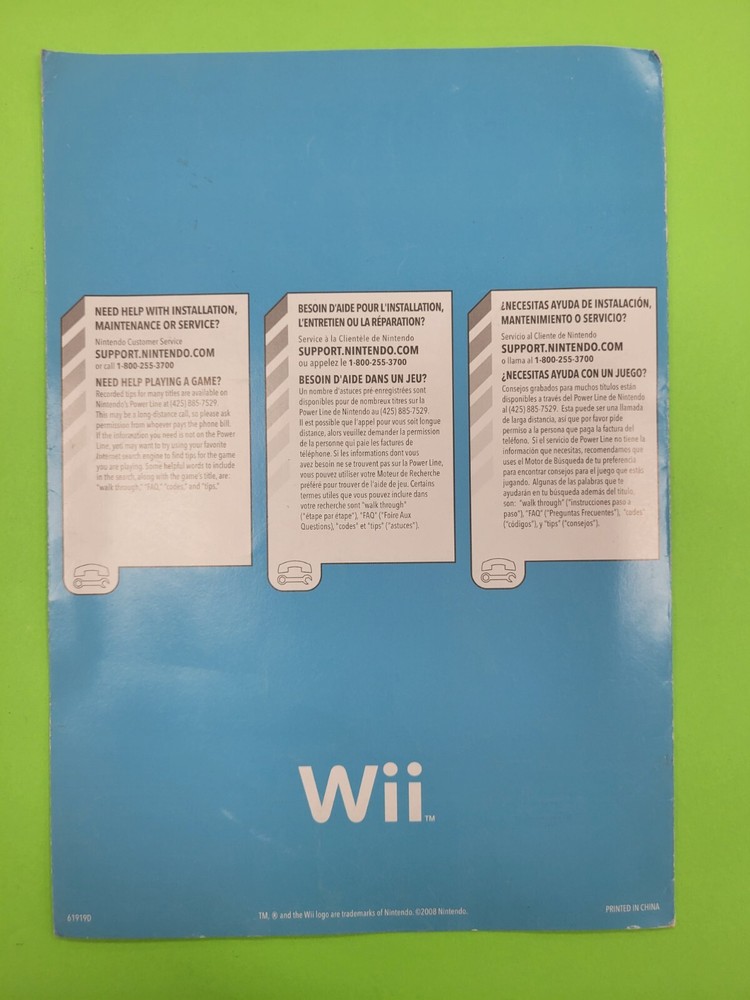 NEED HELP WITH INSTALLATION,
MAINTENANCE OR SERVICE?
Nintendo Customer Service
SUPPORT.NINTENDO.COM
or call 1-800-255-3700
NEED HELP PLAYING A GAME?
Recorded tips for many titles are available on
Nintendo's Power Line at (425) 885-7529.
This may be a long-distance call, so please ask
permission from whoever pays the phone bill.
If the information you need is not on the Power
Line, you may want to try using your favorite
Internet search engine to find tips for the game
you are playing. Some helpful words to include
in the search, along with the game's title, are:
"walk through," "FAQ," "codes," and "tips."
BESOIN D'AIDE POUR L'INSTALLATION,
L'ENTRETIEN OU LA RÉPARATION?
Service à la Clientèle de Nintendo
SUPPORT.NINTENDO.COM
ou appelez le 1-800-255-3700
BESOIN D'AIDE DANS UN JEU?
Un nombre d'astuces pré-enregistrées sont
disponibles pour de nombreux titres sur la
Power Line de Nintendo au (425) 885-7529.
Il est possible que l'appel pour vous soit longue
distance, alors veuillez demander la permission
de la personne qui paie les factures de
téléphone. Si les informations dont vous
avez besoin ne se trouvent pas sur la Power Line,
vous pouvez utiliser votre Moteur de Recherche
préféré pour trouver de l'aide de jeu. Certains
termes utiles que vous pouvez inclure dans
votre recherche sont "walk through"
("étape par étape"), "FAQ" ("Foire Aux
Questions), "codes" et "tips" ("astuces").
¿NECESITAS AYUDA DE INSTALACIÓN,
MANTENIMIENTO O SERVICIO?
Servicio al Cliente de Nintendo
SUPPORT.NINTENDO.COM
o llama al 1-800-255-3700
¿NECESITAS AYUDA CON UN JUEGO?
Consejos grabados para muchos títulos están
disponibles a través del Power Line de Nintendo
al (425) 885-7529. Esta puede ser una llamada
de larga distancia, así que por favor pide
permiso a la persona que paga la factura del
teléfono. Si el servicio de Power Line no tiene la
información que necesitas, recomendamos que
uses el Motor de Búsqueda de tu preferencia
para encontrar consejos para el juego que estás
jugando. Algunas de las palabras que te
ayudarán en tu búsqueda además del título,
son: "walk through" ("instrucciones paso a
paso"), "FAQ" ("Preguntas Frecuentes"), "codes"
("códigos), y "tips" ("consejos").
Wii™
61919D
TM, ® and the Wii logo are trademarks of Nintendo. ©2008 Nintendo.
PRINTED IN CHINA